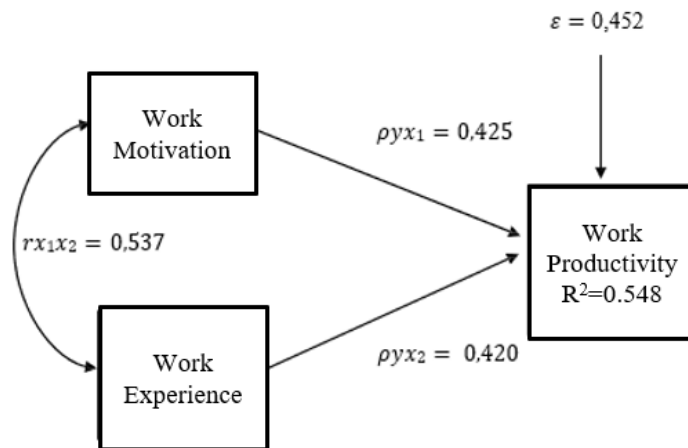 ε = 0,452
Work
Motivation
ρyx₁ = 0,425
rx₁x₂ = 0,537
Work
Productivity
R²=0.548
Work
Experience
ρyx₂ = 0,420